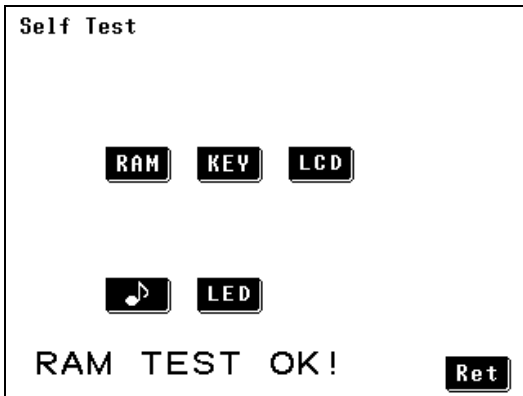 Self Test
RAM KEY LCD
♪ LED
RAM TEST OK!
Ret